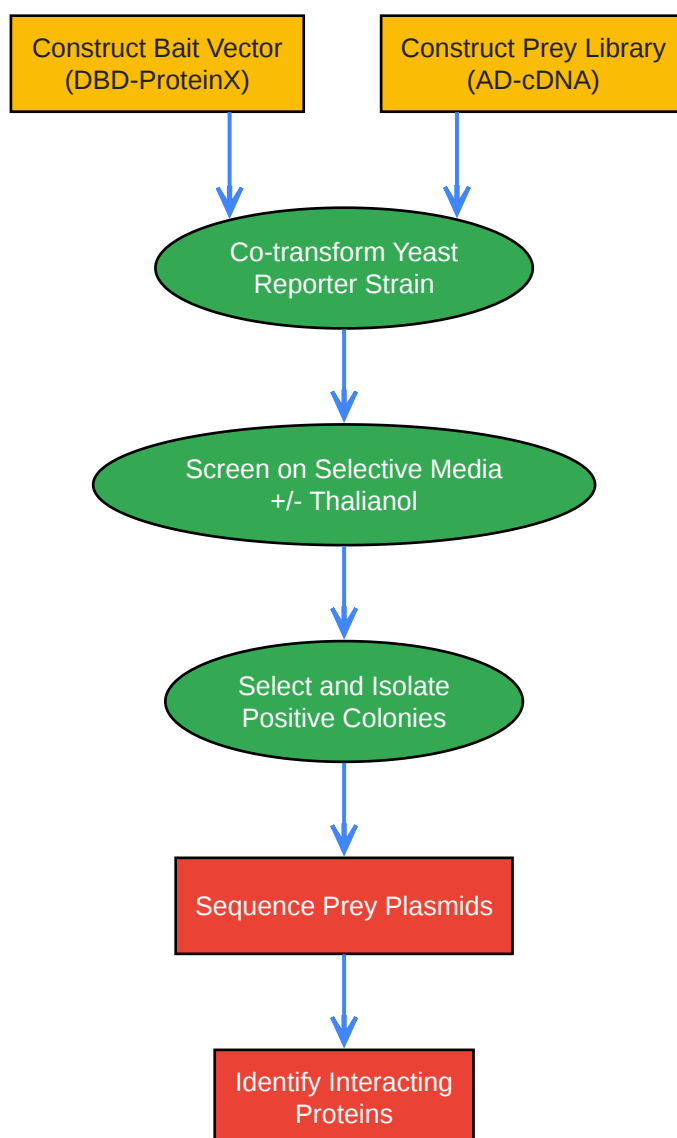 Construct Bait Vector
(DBD-ProteinX)
Construct Prey Library
(AD-cDNA)
Co-transform Yeast
Reporter Strain
Screen on Selective Media
+/- Thalianol
Select and Isolate
Positive Colonies
Sequence Prey Plasmids
Identify Interacting
Proteins